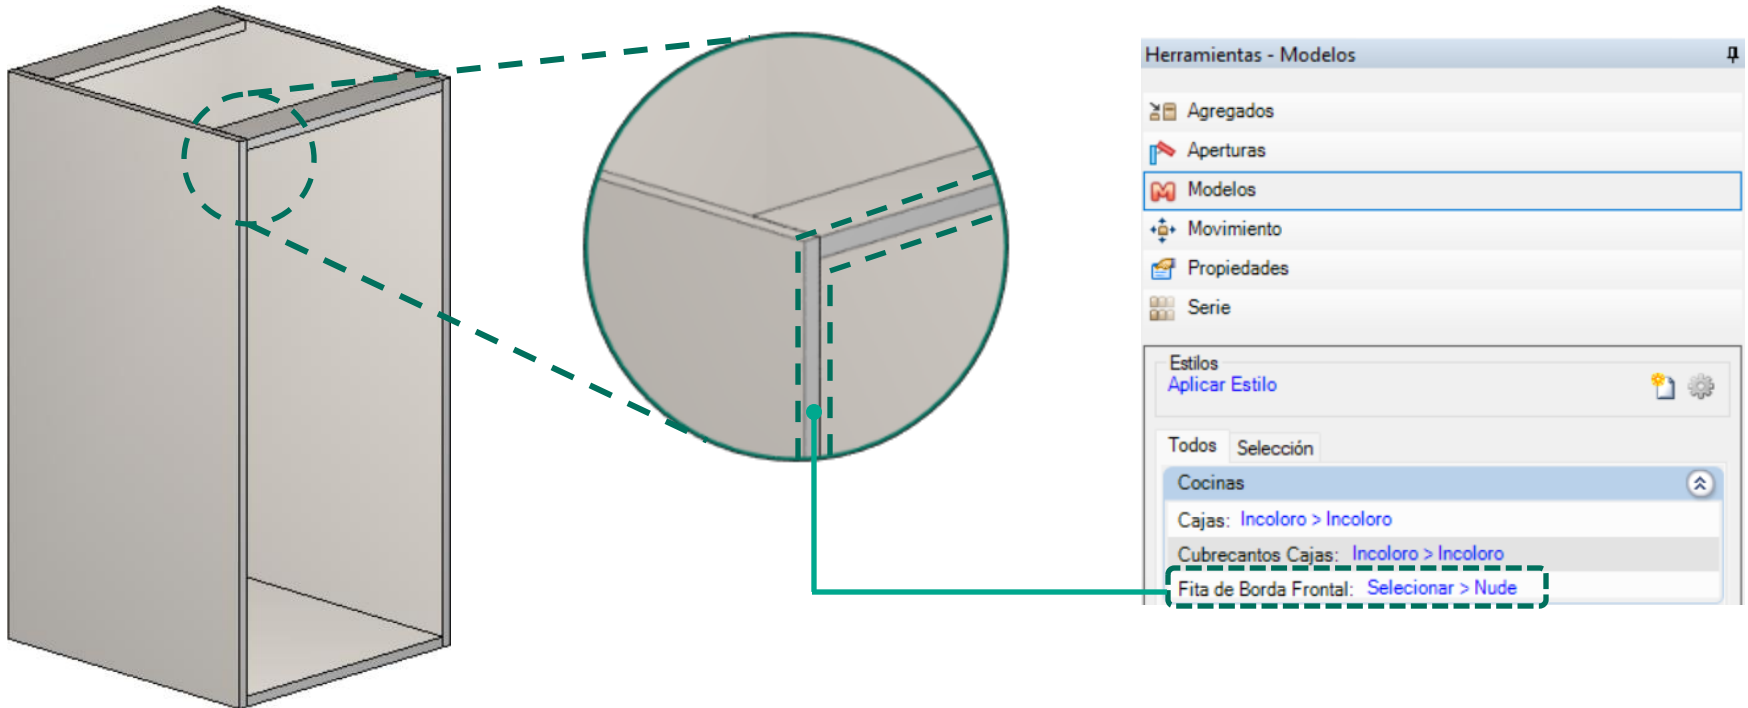 Herramientas - Modelos
Agregados
Aperturas
Modelos
Movimiento
Propiedades
Serie
Estilos
Aplicar Estilo
Todos Selección
Cocinas
Cajas: Incoloro > Incoloro
Cubrecantos Cajas: Incoloro > Incoloro
Fita de Borda Frontal: Selecionar > Nude